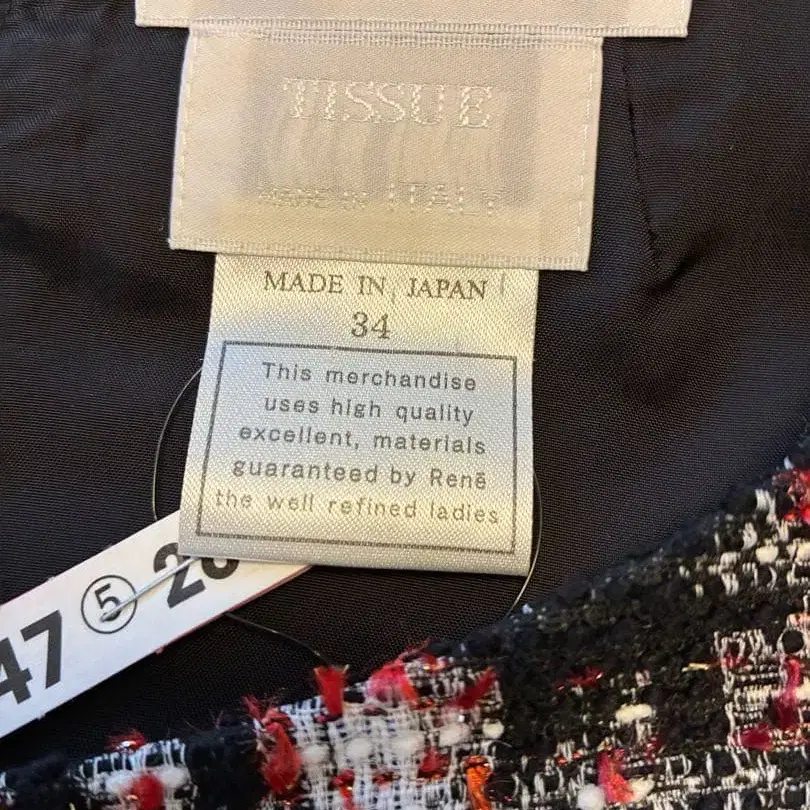 TISSUE
MADE IN ITALY
MADE IN JAPAN
34
This merchandise
uses high quality
excellent, materials
guaranteed by Renē
the well refined ladies
47 5